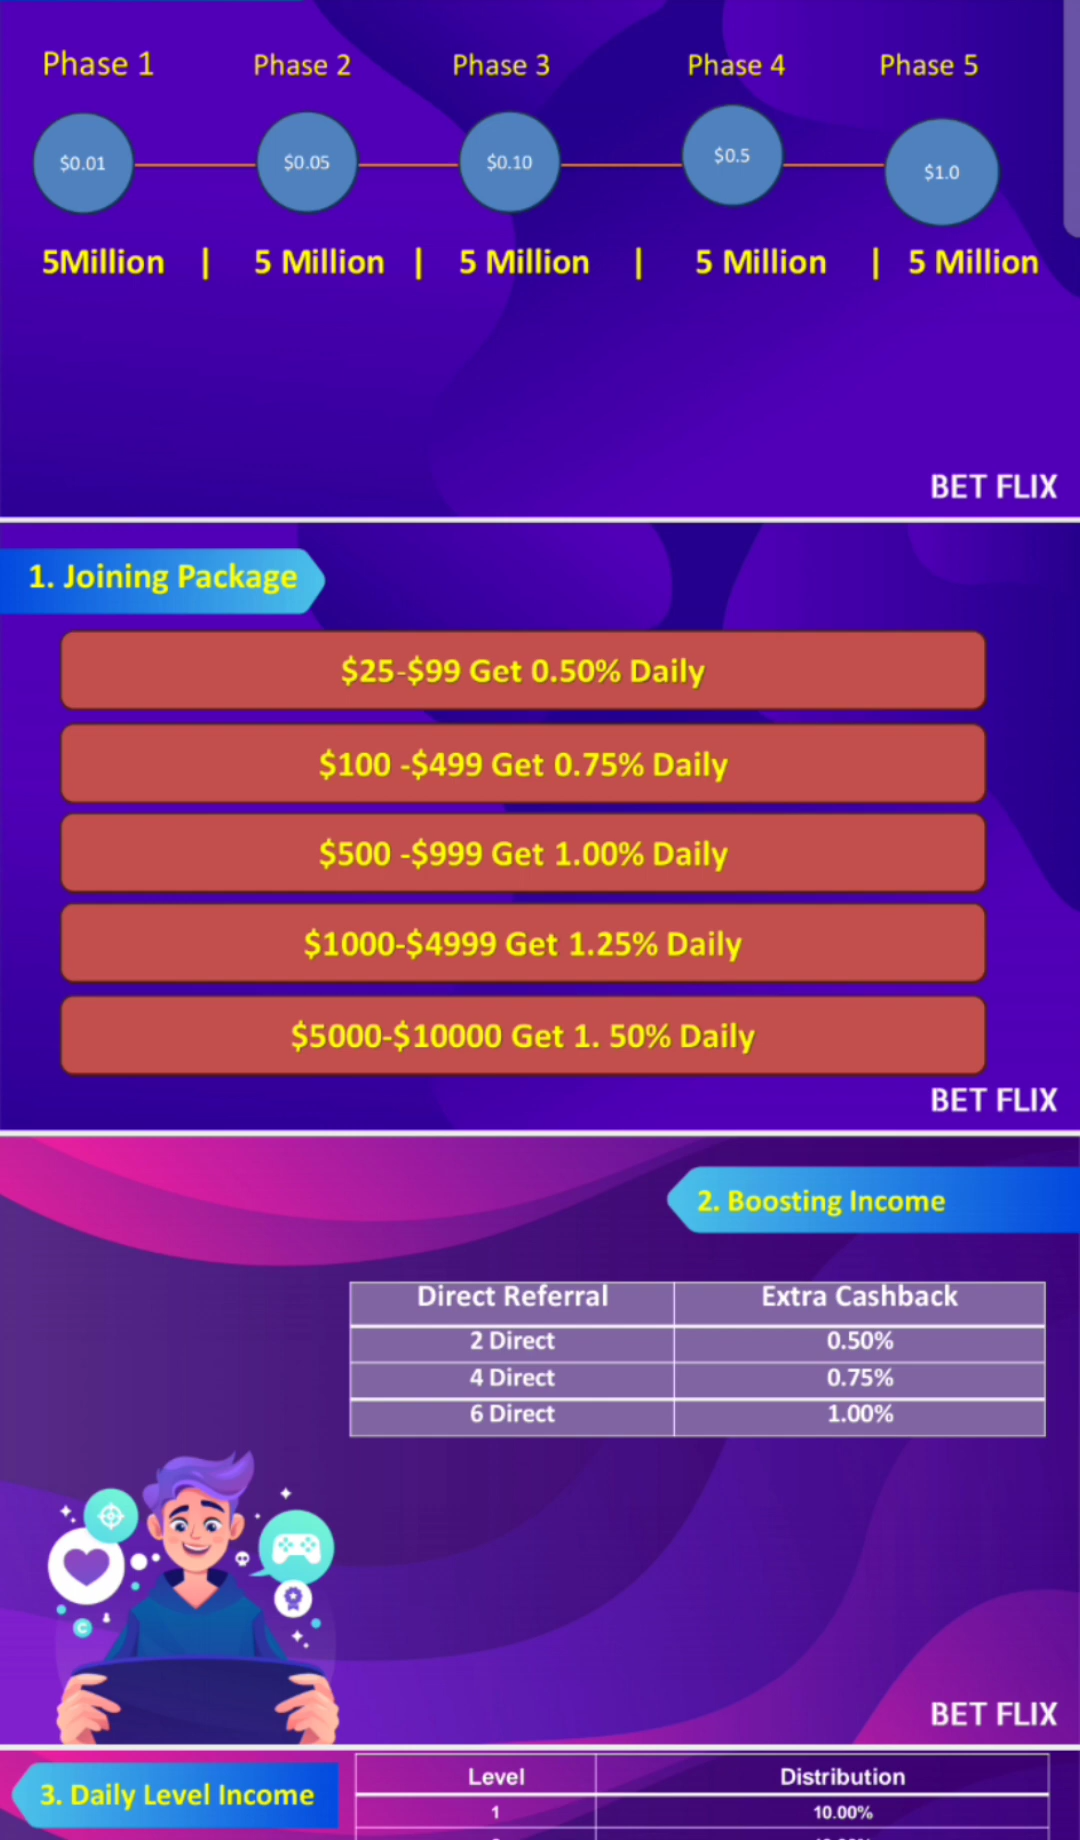 Phase 1 Phase 2 Phase 3 Phase 4 Phase 5
$0.01 $0.05 $0.10 $0.5 $1.0
5Million | 5 Million | 5 Million | 5 Million | 5 Million
BET FLIX
1. Joining Package
$25-$99 Get 0.50% Daily
$100 -$499 Get 0.75% Daily
$500 -$999 Get 1.00% Daily
$1000-$4999 Get 1.25% Daily
$5000-$10000 Get 1. 50% Daily
BET FLIX
2. Boosting Income
Direct Referral Extra Cashback
2 Direct 0.50%
4 Direct 0.75%
6 Direct 1.00%
C
BET FLIX
3. Daily Level Income
Level Distribution
1 10.00%